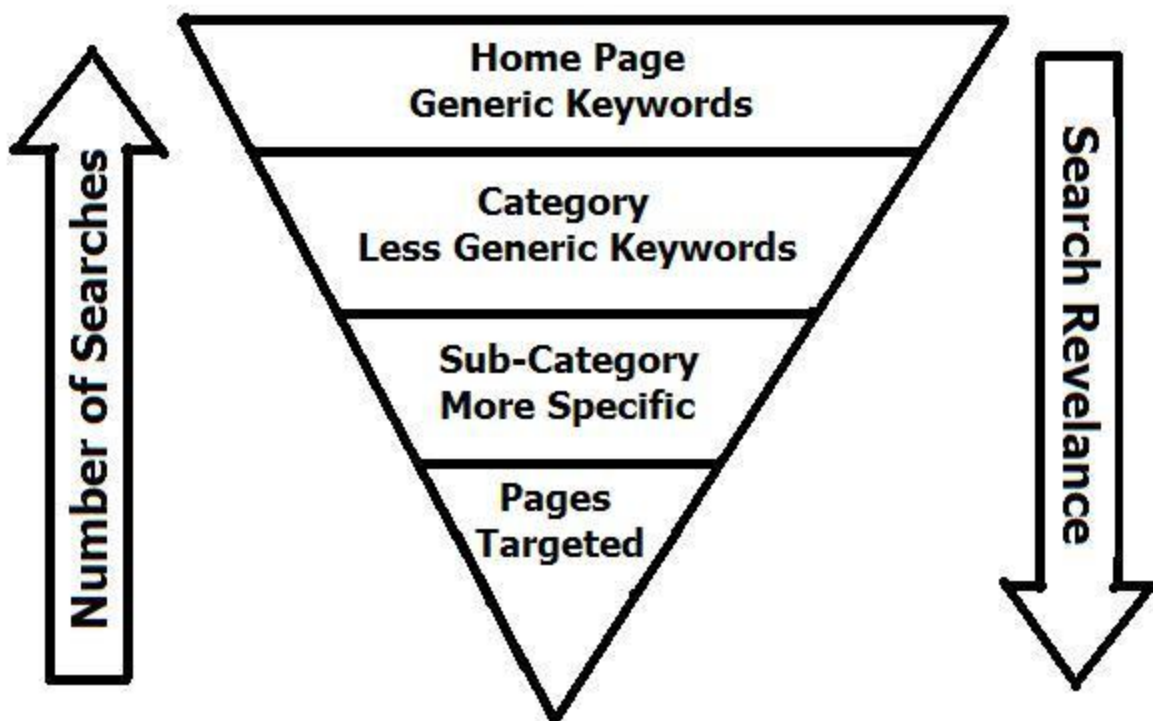 Home Page
Generic Keywords
Category
Less Generic Keywords
Sub-Category
More Specific
Pages
Targeted
Number of Searches
Search Revelance